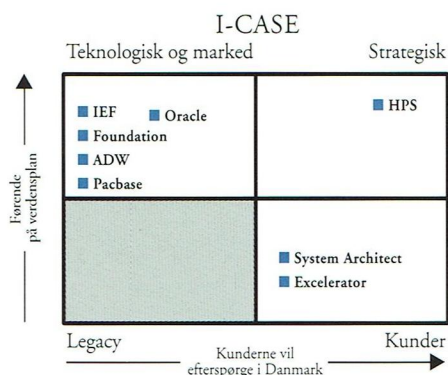 I-CASE
Teknologisk og marked
Strategisk
IEF
Oracle
HPS
Foundation
ADW
Pacbase
Førende
på verdensplan
System Architect
Excelerator
Legacy
Kunder
Kunderne vil
efterspørge i Danmark